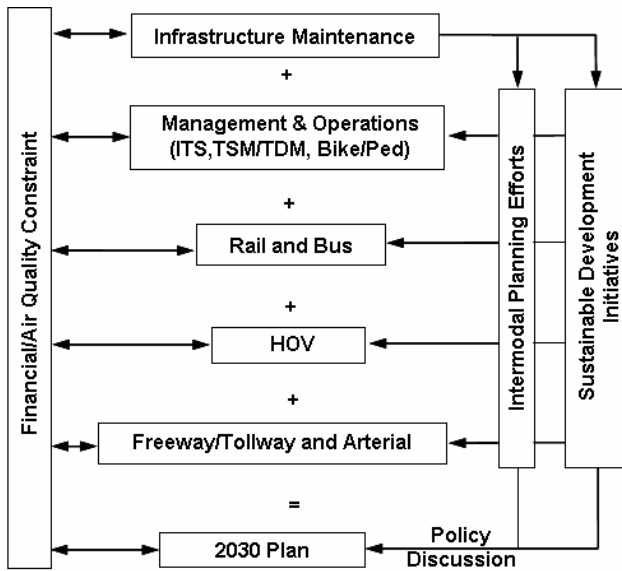 Financial/Air Quality Constraint
Infrastructure Maintenance
+
Management & Operations
(ITS,TSM/TDM, Bike/Ped)
+
Rail and Bus
+
HOV
+
Freeway/Tollway and Arterial
=
2030 Plan
Policy
Discussion
Intermodal Planning Efforts
Sustainable Development
Initiatives